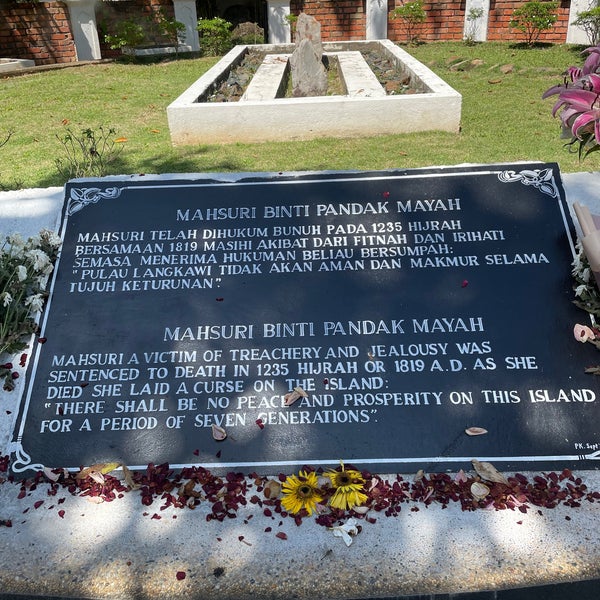 MAHSURI BINTI PANDAK MAYAH
MAHSURI TELAH DIHUKUM BUNUH PADA 1235 HIJRAH
BERSAMAAN 1819 MASIHI AKIBAT DARI FITNAH DAN IRIHATI
SEMASA MENERIMA HUKUMAN BELIAU BERSUMPAH:
"PULAU LANGKAWI TIDAK AKAN AMAN DAN MAKMUR SELAMA
TUJUH KETURUNAN".
MAHSURI BINTI PANDAK MAYAH
MAHSURI A VICTIM OF TREACHERY AND JEALOUSY WAS
SENTENCED TO DEATH IN 1235 HIJRAH OR 1819 A.D. AS SHE
DIED SHE LAID A CURSE ON THE ISLAND:
"THERE SHALL BE NO PEACE AND PROSPERITY ON THIS ISLAND
FOR A PERIOD OF SEVEN GENERATIONS".
PK. Sept